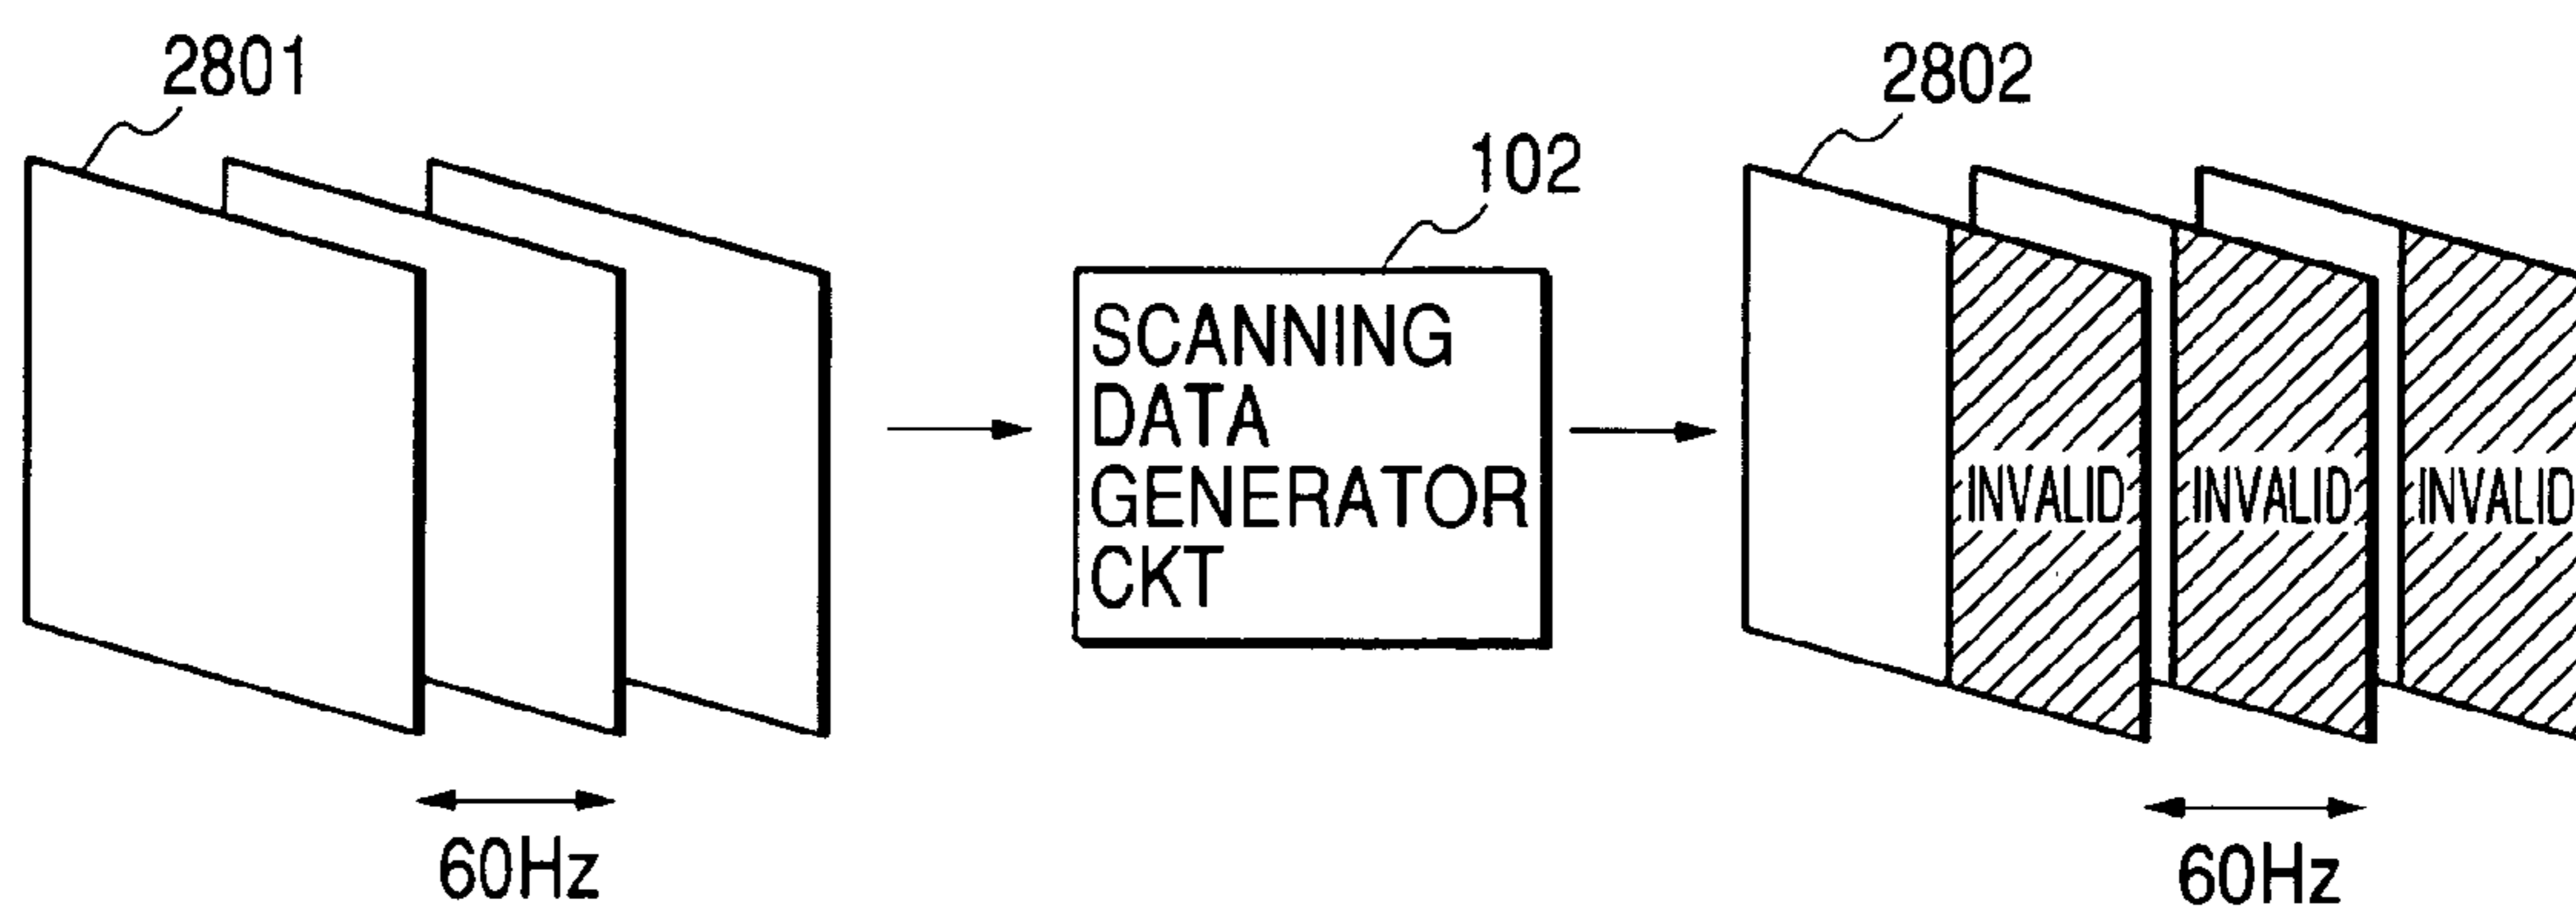 2801
2802
102
SCANNING
DATA
GENERATOR
CKT
INVALID
INVALID
INVALID
60Hz
60Hz